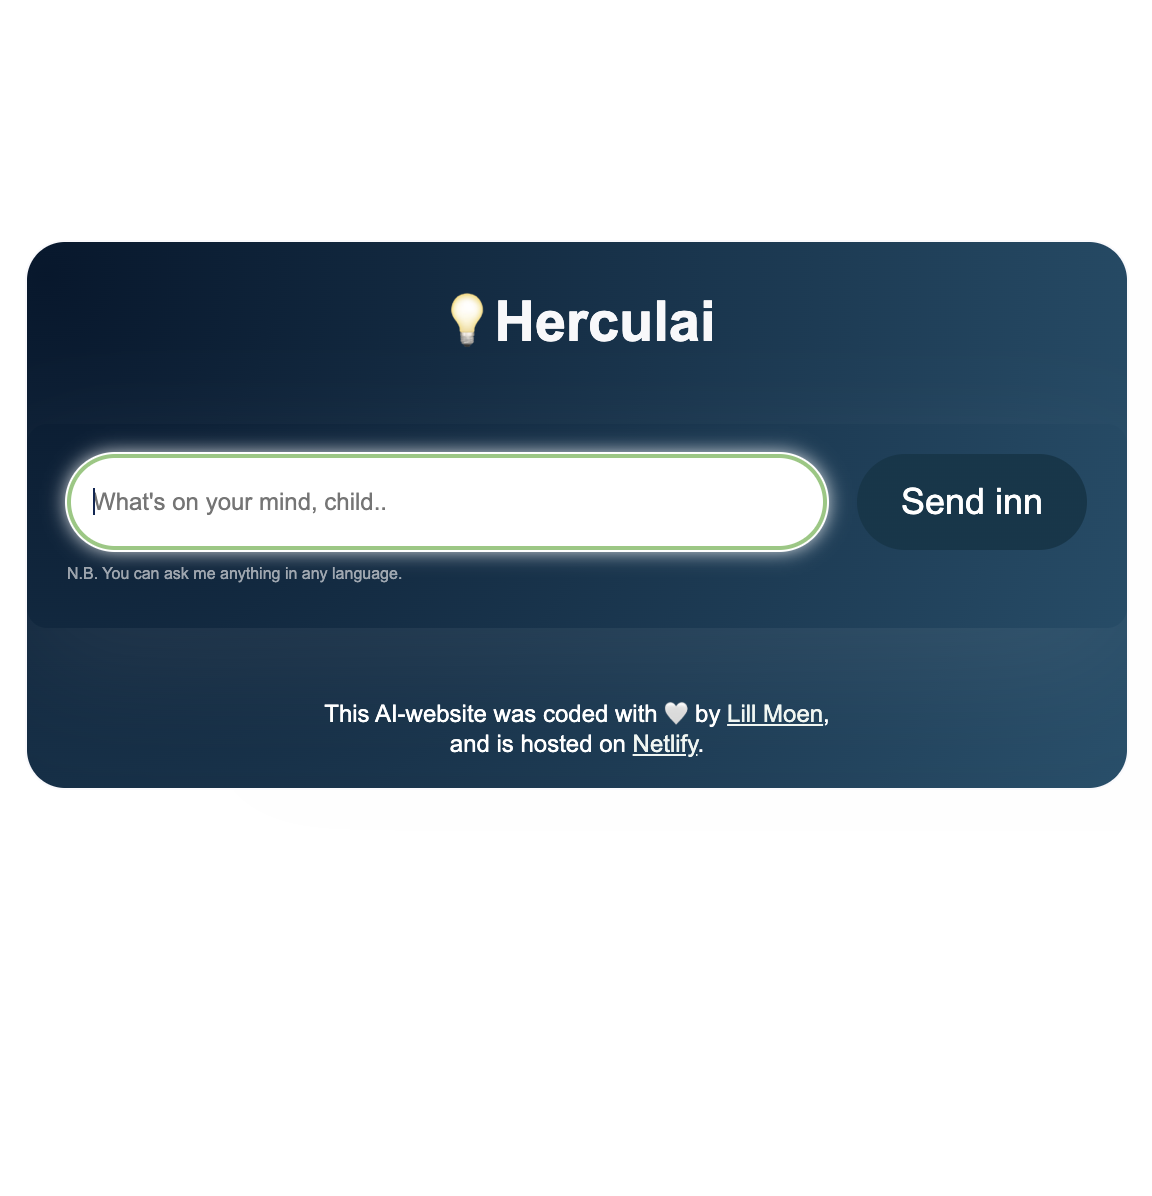 Herculai
What's on your mind, child..
Send inn
N.B. You can ask me anything in any language.
This AI-website was coded with 🤍 by Lill Moen,
and is hosted on Netlify.